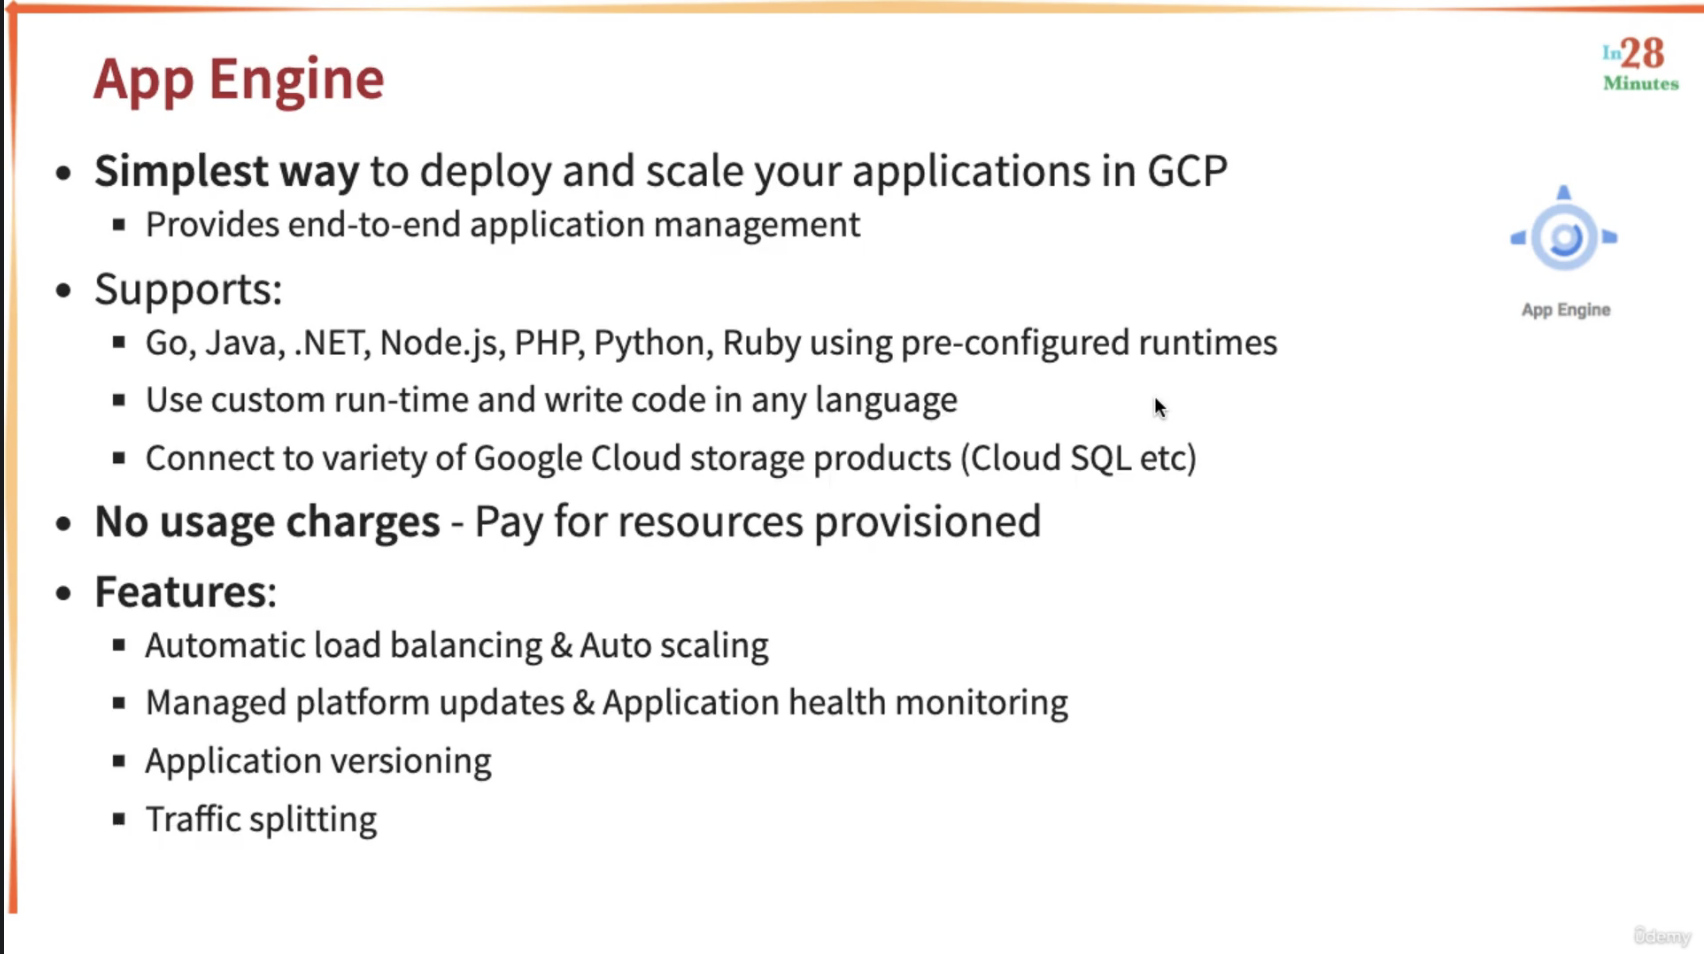 App Engine
In28
Minutes
• Simplest way to deploy and scale your applications in GCP
▪ Provides end-to-end application management
• Supports:
▪ Go, Java, .NET, Node.js, PHP, Python, Ruby using pre-configured runtimes
▪ Use custom run-time and write code in any language
▪ Connect to variety of Google Cloud storage products (Cloud SQL etc)
• No usage charges - Pay for resources provisioned
• Features:
▪ Automatic load balancing & Auto scaling
▪ Managed platform updates & Application health monitoring
▪ Application versioning
▪ Traffic splitting
App Engine
ûdemy